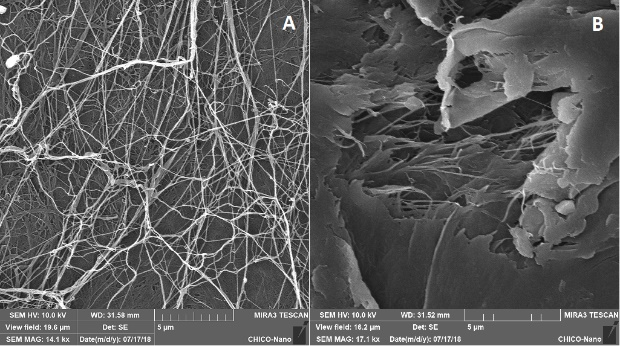 A
SEM HV: 10.0 kV WD: 31.58 mm MIRA3 TESCAN
View field: 19.6 µm Det: SE 5 µm
SEM MAG: 14.1 kx Date(m/d/y): 07/17/18 CHICO-Nano
B
SEM HV: 10.0 kV WD: 31.52 mm MIRA3 TESCAN
View field: 16.2 µm Det: SE 5 µm
SEM MAG: 17.1 kx Date(m/d/y): 07/17/18 CHICO-Nano